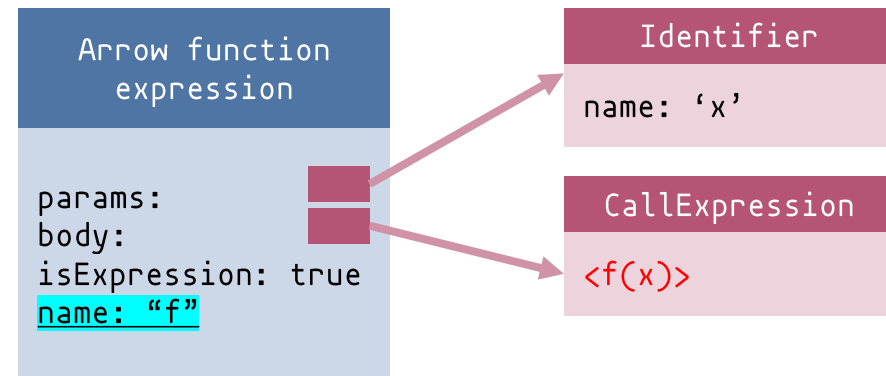 Arrow function
expression
params:
body:
isExpression: true
name: “f”
Identifier
name: ‘x’
CallExpression
<f(x)>